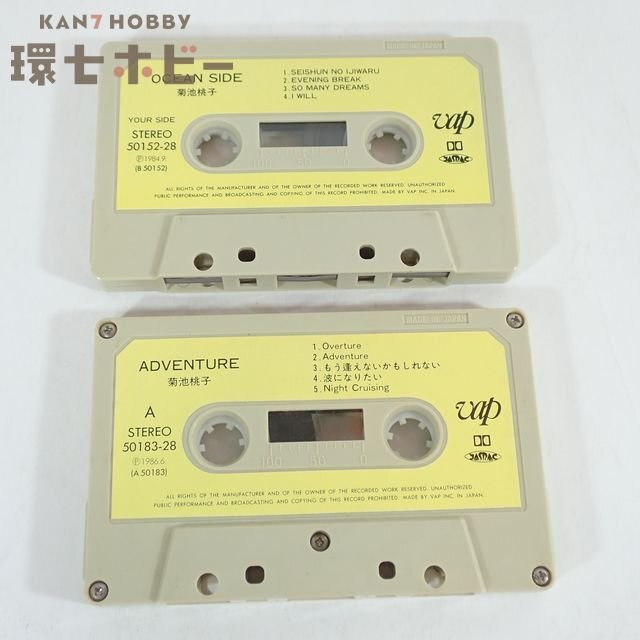 KAN7 HOBBY
環七ホビー
MADE IN JAPAN
OCEAN SIDE
菊池桃子
1. SEISHUN NO IJIWARU
2. EVENING BREAK
3. SO MANY DREAMS
4. I WILL
YOUR SIDE
STEREO
50152-28
Ⓟ1984.9.
(B 50152)
vap
JASRAC
100 50 0
ALL RIGHTS OF THE MANUFACTURER AND OF THE OWNER OF THE RECORDED WORK RESERVED. UNAUTHORIZED
PUBLIC PERFORMANCE AND BROADCASTING AND COPYING OF THIS RECORD PROHIBITED. MADE BY VAP INC. IN JAPAN.
MADE IN JAPAN
ADVENTURE
菊池桃子
1. Overture
2. Adventure
3. もう逢えないかもしれない
4. 波になりたい
5. Night Cruising
A
STEREO
50183-28
Ⓟ1986.6.
(A 50183)
vap
JASRAC
100 50 0
ALL RIGHTS OF THE MANUFACTURER AND OF THE OWNER OF THE RECORDED WORK RESERVED. UNAUTHORIZED
PUBLIC PERFORMANCE AND BROADCASTING AND COPYING OF THIS RECORD PROHIBITED. MADE BY VAP INC. IN JAPAN.